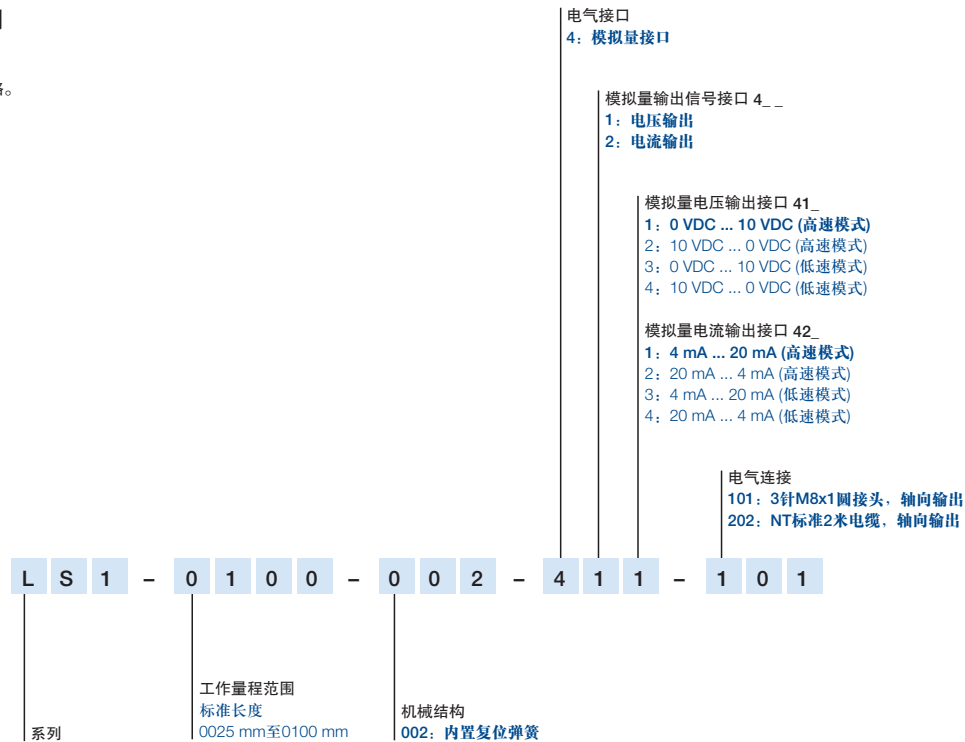 格。
电气接口
4：模拟量接口
模拟量输出信号接口 4_ _
1：电压输出
2：电流输出
模拟量电压输出接口 41_
1：0 VDC ... 10 VDC (高速模式)
2：10 VDC ... 0 VDC (高速模式)
3：0 VDC ... 10 VDC (低速模式)
4：10 VDC ... 0 VDC (低速模式)
模拟量电流输出接口 42_
1：4 mA ... 20 mA (高速模式)
2：20 mA ... 4 mA (高速模式)
3：4 mA ... 20 mA (低速模式)
4：20 mA ... 4 mA (低速模式)
电气连接
101：3针M8x1圆接头，轴向输出
202：NT标准2米电缆，轴向输出
L S 1 – 0 1 0 0 – 0 0 2 – 4 1 1 – 1 0 1
系列
工作量程范围
标准长度
0025 mm至0100 mm
机械结构
002：内置复位弹簧